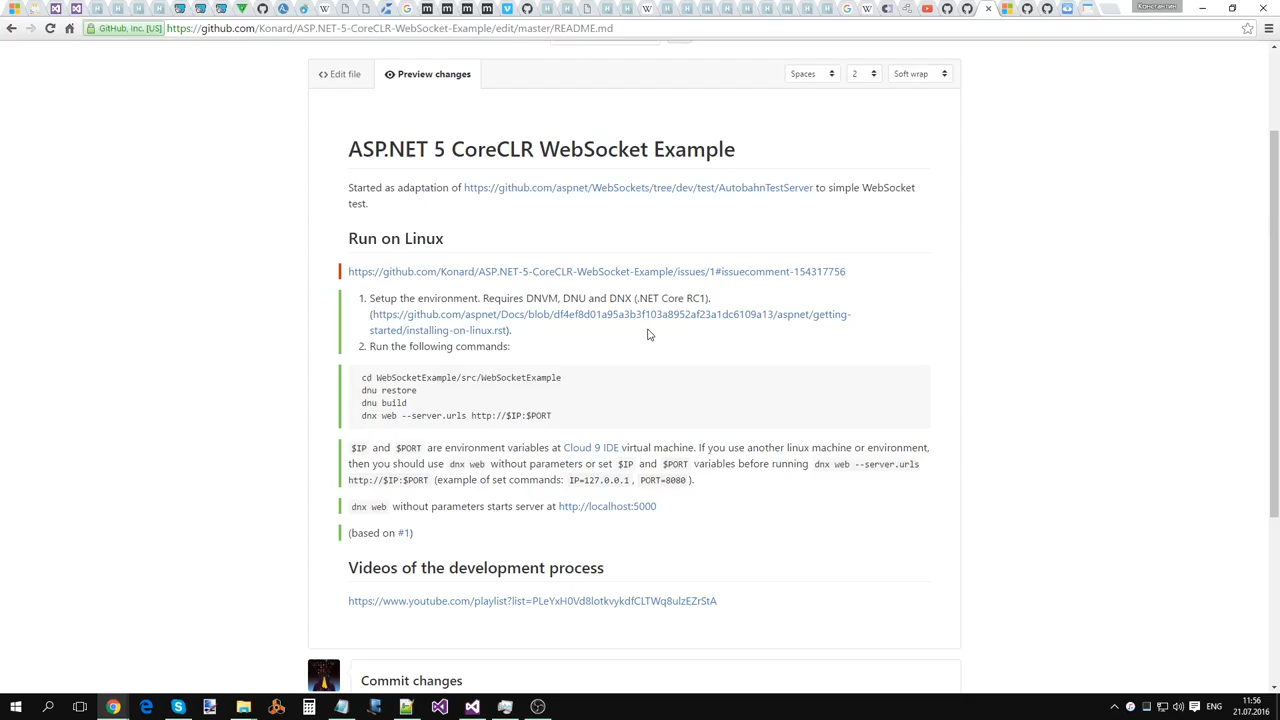 Константин
GitHub, Inc. [US]
https://github.com/Konard/ASP.NET-5-CoreCLR-WebSocket-Example/edit/master/README.md
Edit file
Preview changes
Spaces
2
Soft wrap
ASP.NET 5 CoreCLR WebSocket Example
Started as adaptation of https://github.com/aspnet/WebSockets/tree/dev/test/AutobahnTestServer to simple WebSocket
test.
Run on Linux
https://github.com/Konard/ASP.NET-5-CoreCLR-WebSocket-Example/issues/1#issuecomment-154317756
1. Setup the environment. Requires DNVM, DNU and DNX (.NET Core RC1).
(https://github.com/aspnet/Docs/blob/df4ef8d01a95a3b3f103a8952af23a1dc6109a13/aspnet/getting-
started/installing-on-linux.rst).
2. Run the following commands:
cd WebSocketExample/src/WebSocketExample
dnu restore
dnu build
dnx web --server.urls http://$IP:$PORT
$IP and $PORT are environment variables at Cloud 9 IDE virtual machine. If you use another linux machine or environment,
then you should use dnx web without parameters or set $IP and $PORT variables before running dnx web --server.urls
http://$IP:$PORT (example of set commands: IP=127.0.0.1, PORT=8080).
dnx web without parameters starts server at http://localhost:5000
(based on #1)
Videos of the development process
https://www.youtube.com/playlist?list=PLeYxH0Vd8lotkvykdfCLTWq8ulzEZrStA
Commit changes
ENG
11:56
21.07.2016